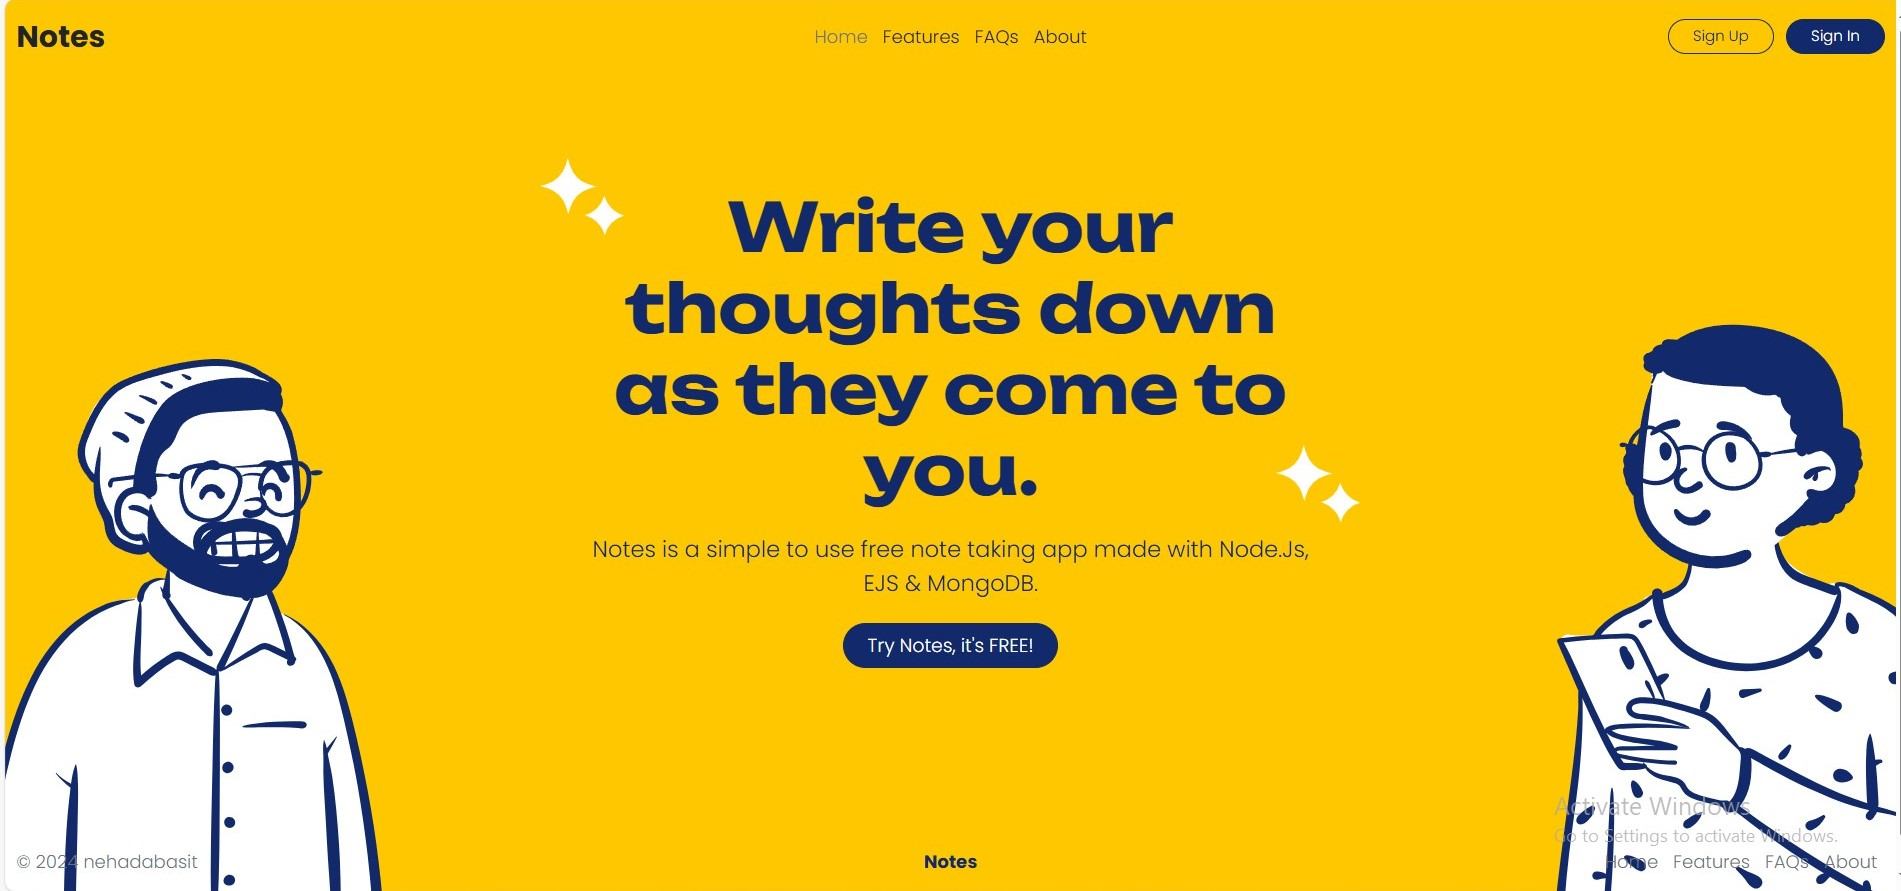 Notes
Home Features FAQs About
Sign Up Sign In
Write your
thoughts down
as they come to
you.
Notes is a simple to use free note taking app made with Node.Js,
EJS & MongoDB.
Try Notes, it's FREE!
Activate Windows
Go to Settings to activate Windows.
© 2024 nehadabasit
Notes
Home Features FAQs About